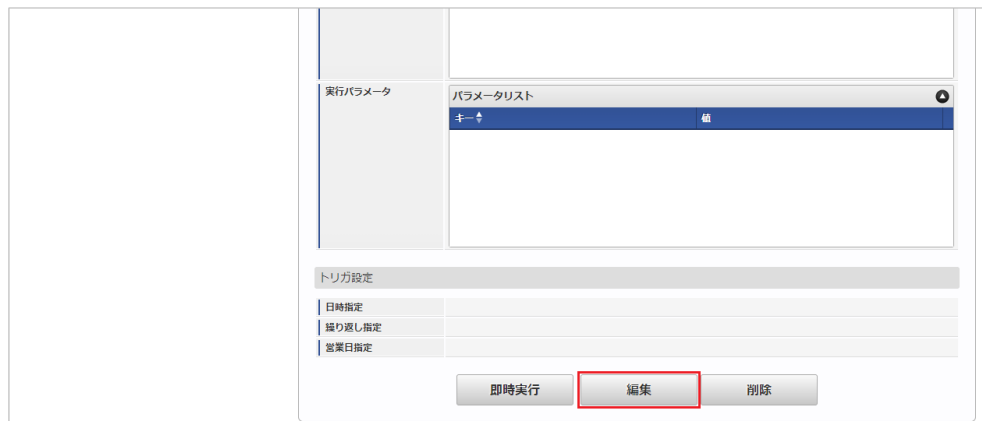 実行パラメータ
パラメータリスト
キー 値
トリガ設定
日時指定
繰り返し指定
営業日指定
即時実行 編集 削除